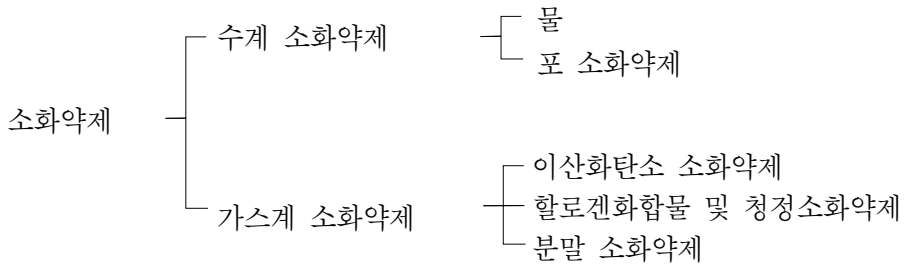 소화약제
수계 소화약제
물
포 소화약제
가스계 소화약제
이산화탄소 소화약제
할로겐화합물 및 청정소화약제
분말 소화약제